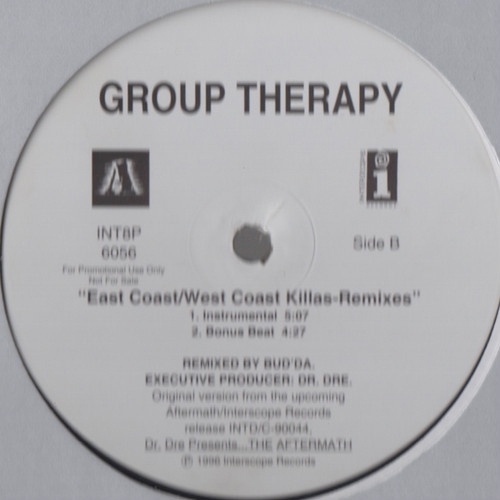 GROUP THERAPY
INTERSCOPE
RECORDS
INT8P
6056
Side B
For Promotional Use Only
Not For Sale
"East Coast/West Coast Killas-Remixes"
1. Instrumental 5:07
2. Bonus Beat 4:27
REMIXED BY BUD'DA.
EXECUTIVE PRODUCER: DR. DRE.
Original version from the upcoming
Aftermath/Interscope Records
release INTD/C-90044,
Dr. Dre Presents...THE AFTERMATH
℗ 1996 Interscope Records